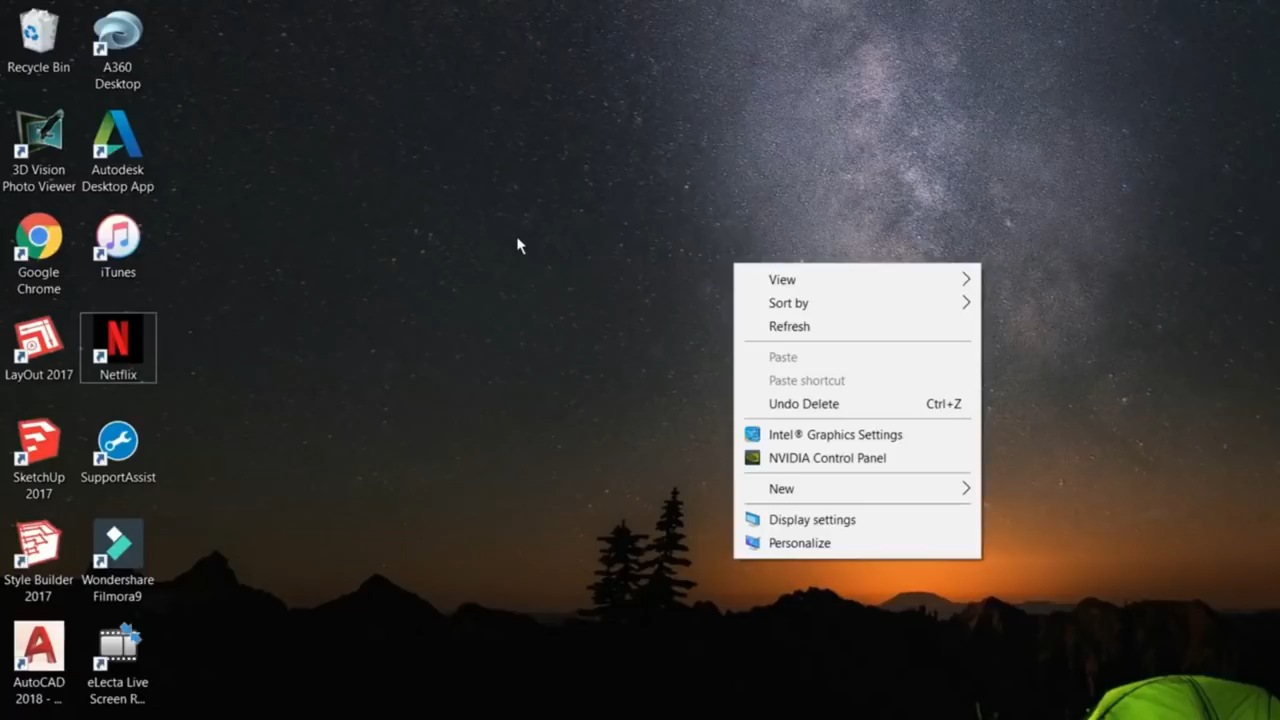 Recycle Bin
A360
Desktop
3D Vision
Photo Viewer
Autodesk
Desktop App
Google
Chrome
iTunes
LayOut 2017
N
Netflix
SketchUp
2017
SupportAssist
Style Builder
2017
Wondershare
Filmora9
A
AutoCAD
2018 - ...
eLecta Live
Screen R...
View
Sort by
Refresh
Paste
Paste shortcut
Undo Delete Ctrl+Z
Intel® Graphics Settings
NVIDIA Control Panel
New
Display settings
Personalize